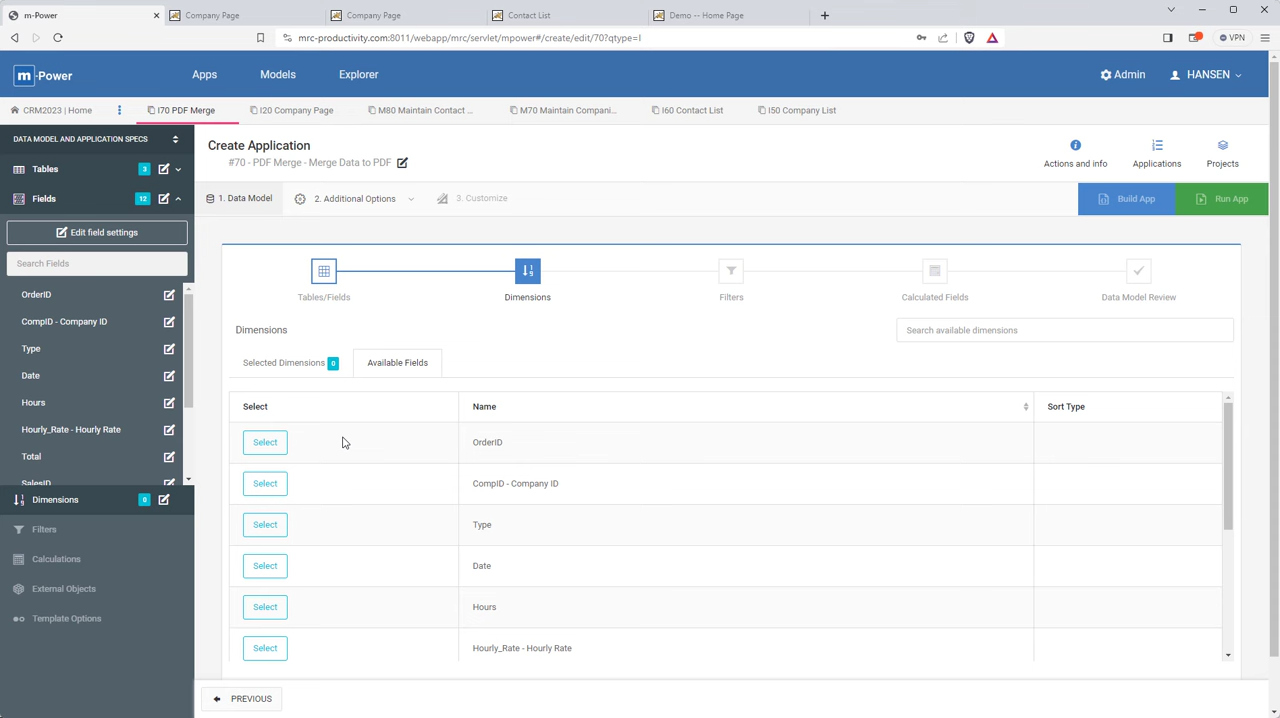 m-Power
Company Page
Company Page
Contact List
Demo -- Home Page
mrc-productivity.com:8011/webapp/mrc/servlet/mpower#/create/edit/70?qtype=I
VPN
m-Power
Apps
Models
Explorer
Admin
HANSEN
CRM2023 | Home
I70 PDF Merge
I20 Company Page
M80 Maintain Contact ...
M70 Maintain Compani...
I60 Contact List
I50 Company List
DATA MODEL AND APPLICATION SPECS
Tables
3
Fields
12
Edit field settings
Search Fields
OrderID
CompID - Company ID
Type
Date
Hours
Hourly_Rate - Hourly Rate
Total
SalesID
Dimensions
0
Filters
Calculations
External Objects
Template Options
Create Application
#70 - PDF Merge - Merge Data to PDF
Actions and info
Applications
Projects
1. Data Model
2. Additional Options
3. Customize
Build App
Run App
Tables/Fields
Dimensions
Filters
Calculated Fields
Data Model Review
Dimensions
Search available dimensions
Selected Dimensions 0
Available Fields
Select Name Sort Type
Select OrderID
Select CompID - Company ID
Select Type
Select Date
Select Hours
Select Hourly_Rate - Hourly Rate
PREVIOUS